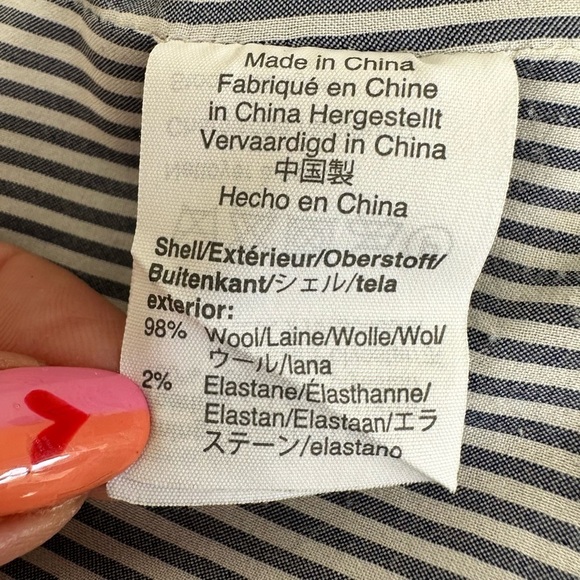 Made in China
Fabriqué en Chine
in China Hergestellt
Vervaardigd in China
中国製
Hecho en China
Shell/Extérieur/Oberstoff/
Buitenkant/シェル/tela
exterior:
98% Wool/Laine/Wolle/Wol/
ウール/lana
2% Elastane/Élasthanne/
Elastan/Elastaan/エラ
ステーン/elastano